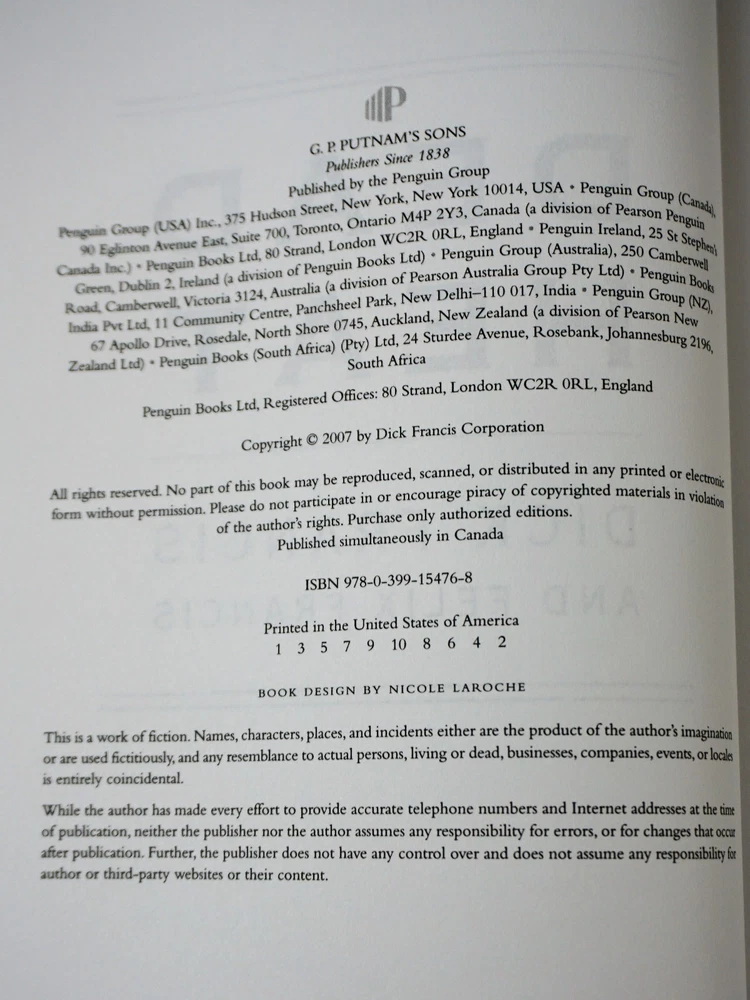 P
G. P. PUTNAM'S SONS
Publishers Since 1838
Published by the Penguin Group
Penguin Group (USA) Inc., 375 Hudson Street, New York, New York 10014, USA • Penguin Group (Canada),
90 Eglinton Avenue East, Suite 700, Toronto, Ontario M4P 2Y3, Canada (a division of Pearson Penguin
Canada Inc.) • Penguin Books Ltd, 80 Strand, London WC2R 0RL, England • Penguin Ireland, 25 St Stephen's
Green, Dublin 2, Ireland (a division of Penguin Books Ltd) • Penguin Group (Australia), 250 Camberwell
Road, Camberwell, Victoria 3124, Australia (a division of Pearson Australia Group Pty Ltd) • Penguin Books
India Pvt Ltd, 11 Community Centre, Panchsheel Park, New Delhi–110 017, India • Penguin Group (NZ),
67 Apollo Drive, Rosedale, North Shore 0745, Auckland, New Zealand (a division of Pearson New
Zealand Ltd) • Penguin Books (South Africa) (Pty) Ltd, 24 Sturdee Avenue, Rosebank, Johannesburg 2196,
South Africa
Penguin Books Ltd, Registered Offices: 80 Strand, London WC2R 0RL, England
Copyright © 2007 by Dick Francis Corporation
All rights reserved. No part of this book may be reproduced, scanned, or distributed in any printed or electronic
form without permission. Please do not participate in or encourage piracy of copyrighted materials in violation
of the author's rights. Purchase only authorized editions.
Published simultaneously in Canada
ISBN 978-0-399-15476-8
Printed in the United States of America
1 3 5 7 9 10 8 6 4 2
BOOK DESIGN BY NICOLE LAROCHE
This is a work of fiction. Names, characters, places, and incidents either are the product of the author's imagination
or are used fictitiously, and any resemblance to actual persons, living or dead, businesses, companies, events, or locales
is entirely coincidental.
While the author has made every effort to provide accurate telephone numbers and Internet addresses at the time
of publication, neither the publisher nor the author assumes any responsibility for errors, or for changes that occur
after publication. Further, the publisher does not have any control over and does not assume any responsibility for
author or third-party websites or their content.